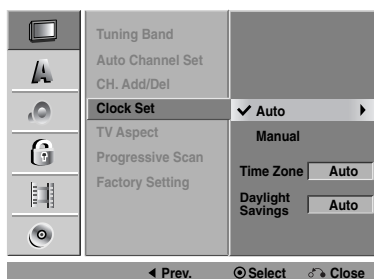 Tuning Band
Auto Channel Set
CH. Add/Del
Clock Set
TV Aspect
Progressive Scan
Factory Setting
Auto
Manual
Time Zone Auto
Daylight Savings Auto
Prev. Select Close